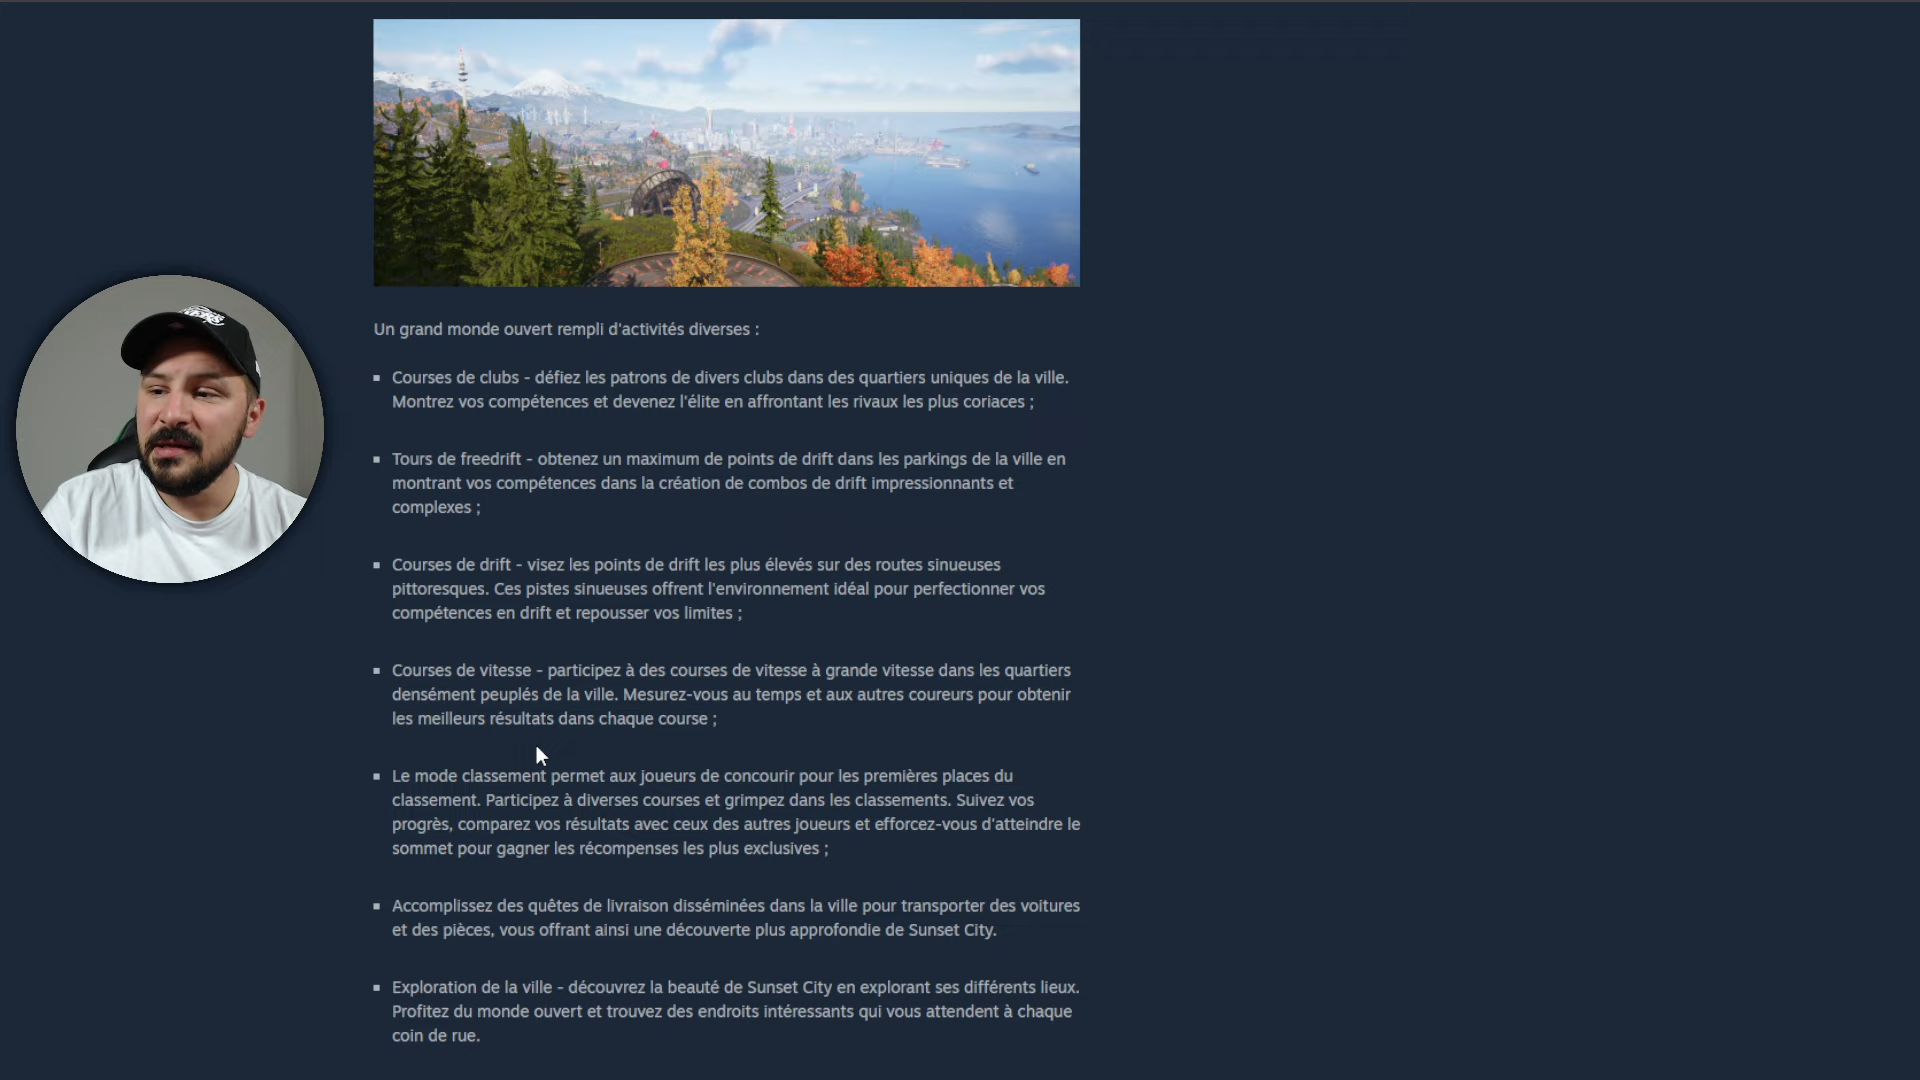 Un grand monde ouvert rempli d'activités diverses :
Courses de clubs - défiez les patrons de divers clubs dans des quartiers uniques de la ville.
Montrez vos compétences et devenez l'élite en affrontant les rivaux les plus coriaces ;
Tours de freedrift - obtenez un maximum de points de drift dans les parkings de la ville en
montrant vos compétences dans la création de combos de drift impressionnants et
complexes ;
Courses de drift - visez les points de drift les plus élevés sur des routes sinueuses
pittoresques. Ces pistes sinueuses offrent l'environnement idéal pour perfectionner vos
compétences en drift et repousser vos limites ;
Courses de vitesse - participez à des courses de vitesse à grande vitesse dans les quartiers
densément peuplés de la ville. Mesurez-vous au temps et aux autres coureurs pour obtenir
les meilleurs résultats dans chaque course ;
Le mode classement permet aux joueurs de concourir pour les premières places du
classement. Participez à diverses courses et grimpez dans les classements. Suivez vos
progrès, comparez vos résultats avec ceux des autres joueurs et efforcez-vous d'atteindre le
sommet pour gagner les récompenses les plus exclusives ;
Accomplissez des quêtes de livraison disséminées dans la ville pour transporter des voitures
et des pièces, vous offrant ainsi une découverte plus approfondie de Sunset City.
Exploration de la ville - découvrez la beauté de Sunset City en explorant ses différents lieux.
Profitez du monde ouvert et trouvez des endroits intéressants qui vous attendent à chaque
coin de rue.